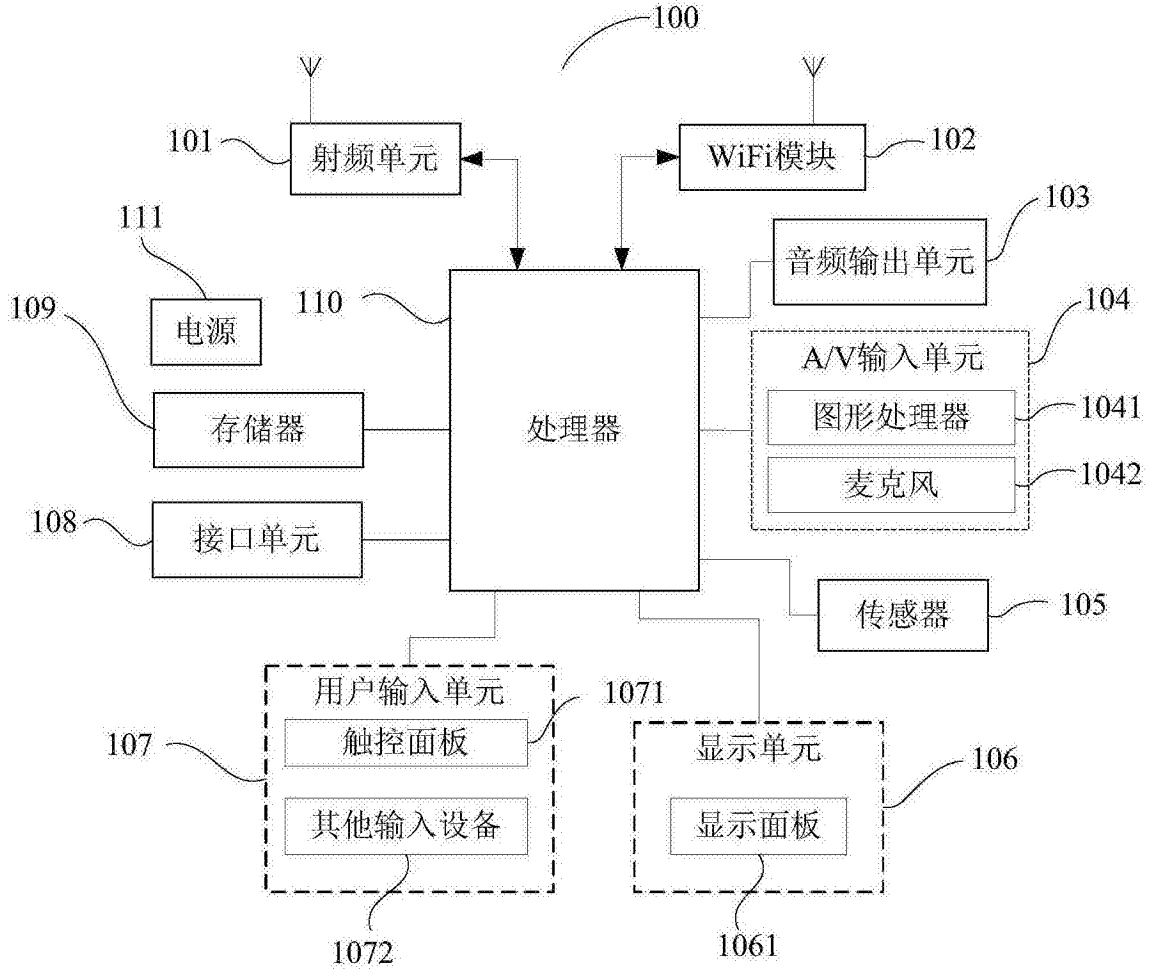 100
101
射频单元
WiFi模块
102
111
103
音频输出单元
109
电源
110
104
A/V输入单元
存储器
处理器
图形处理器
1041
麦克风
1042
108
接口单元
传感器
105
用户输入单元
1071
107
触控面板
显示单元
106
其他输入设备
显示面板
1072
1061